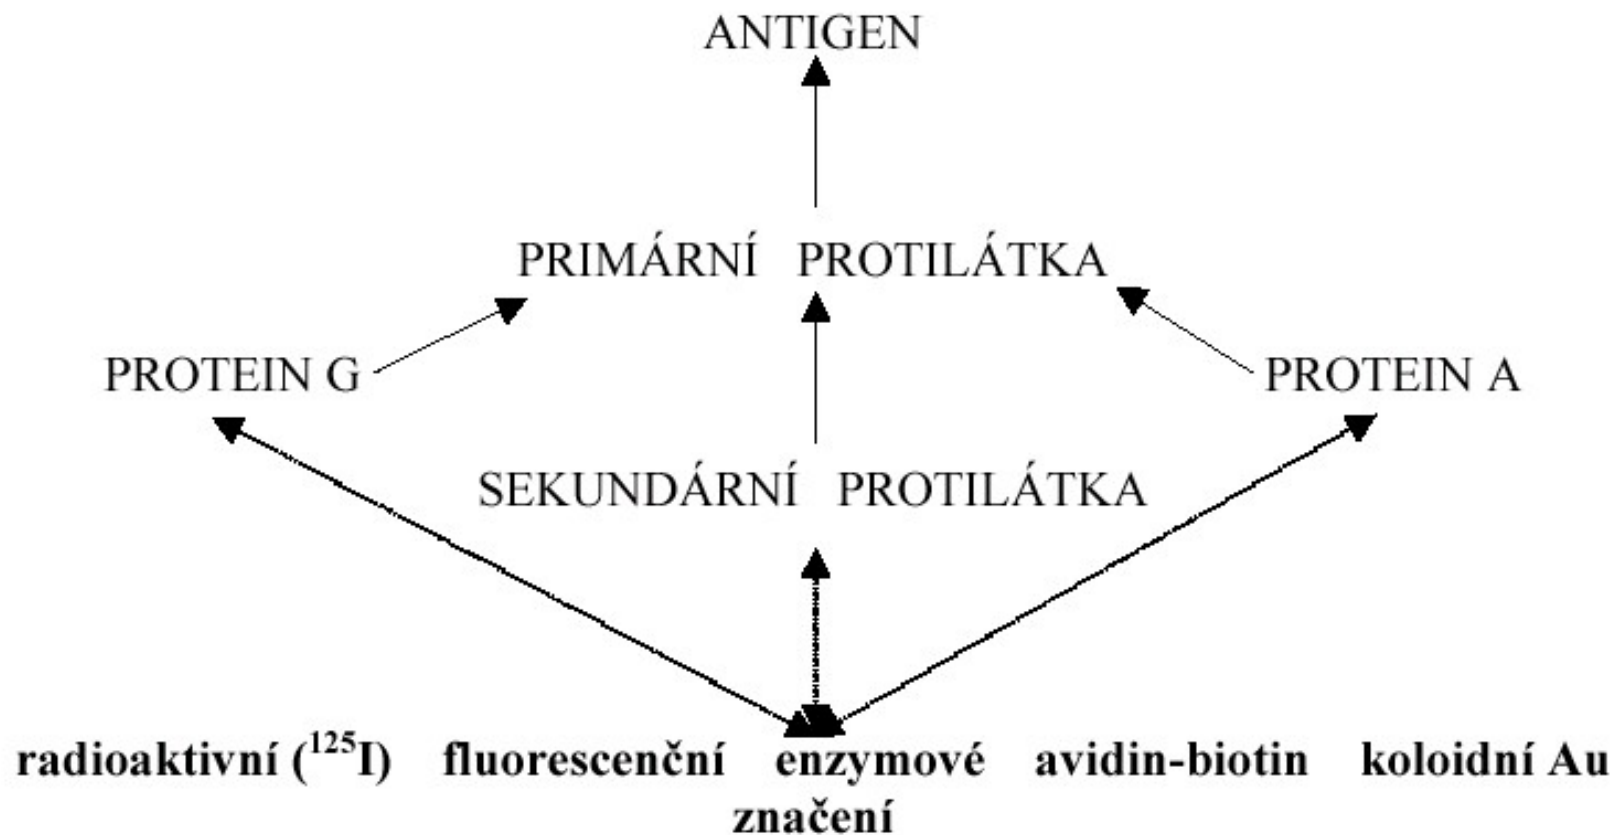 ANTIGEN
PRIMÁRNÍ PROTILÁTKA
PROTEIN G
PROTEIN A
SEKUNDÁRNÍ PROTILÁTKA
radioaktivní (¹²⁵I) fluorescenční enzymové avidin-biotin koloidní Au
značení